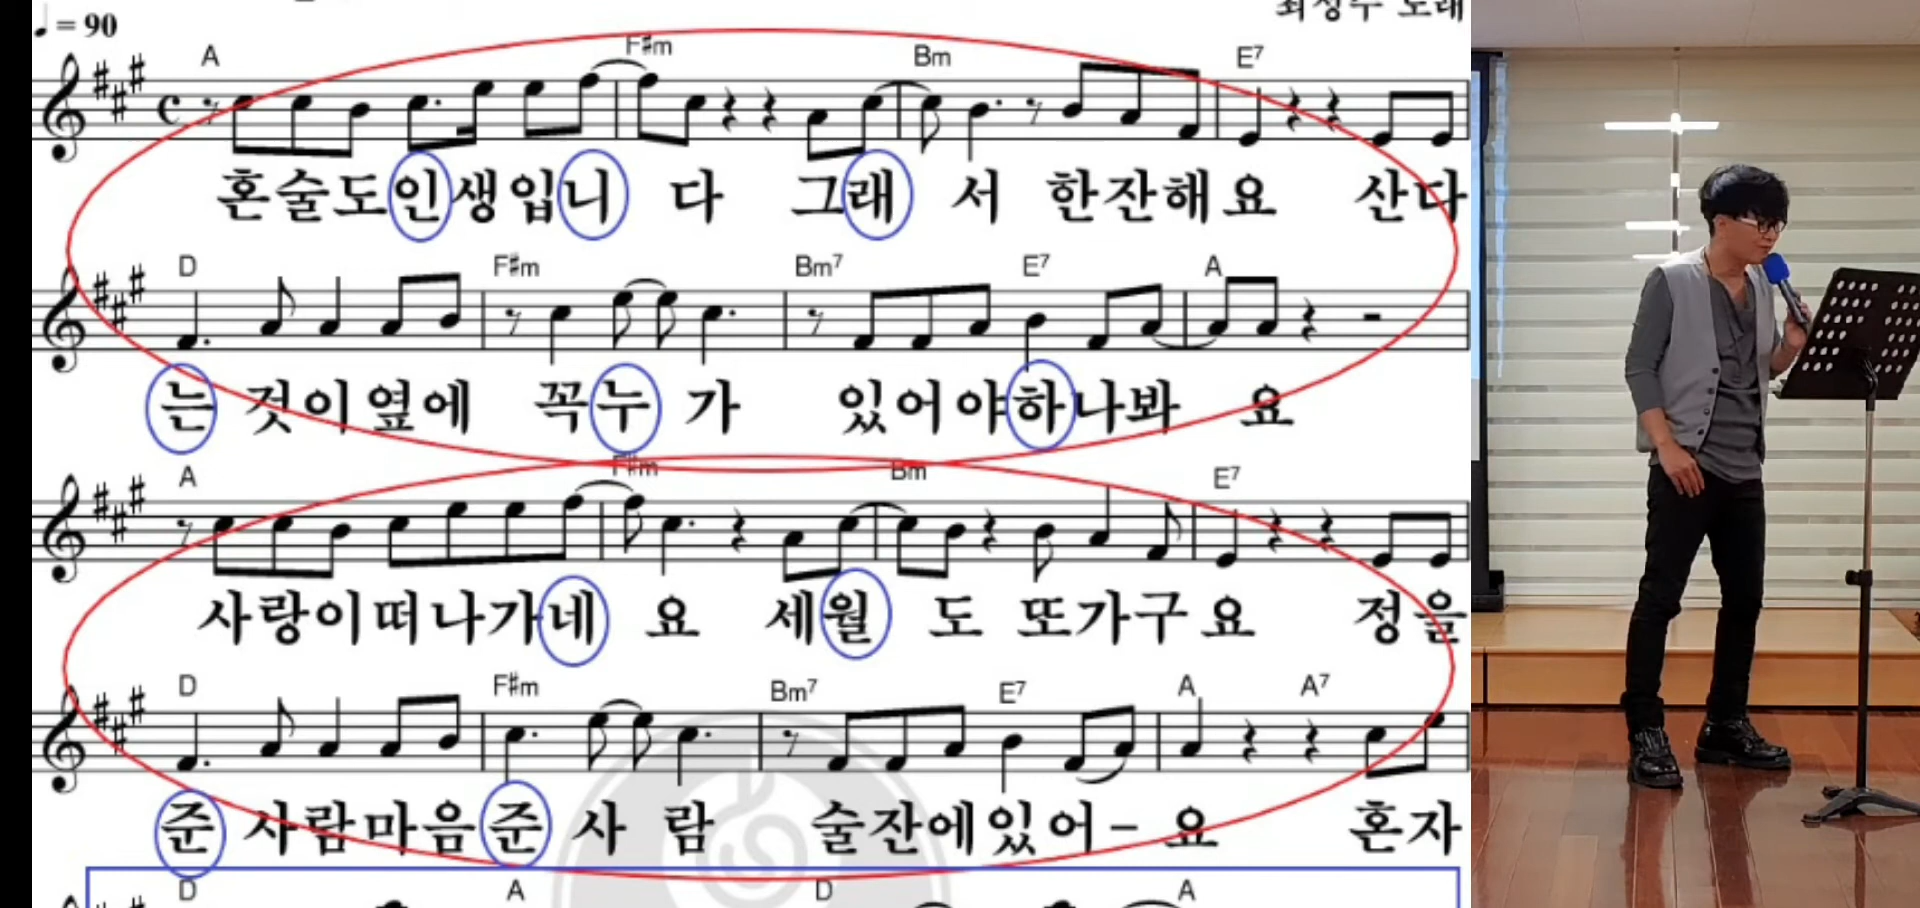 ♩ = 90
최성수 노래
A F#m Bm E7
혼술도인생입니 다 그래 서 한잔해요 산다
D F#m Bm7 E7 A
는 것이옆에 꼭누 가 있어야하나봐 요
A F#m Bm E7
사랑이떠나가네 요 세월 도 또가구요 정을
D F#m Bm7 E7 A A7
준 사람마음준 사 람 술잔에있어- 요 혼자
D A D A